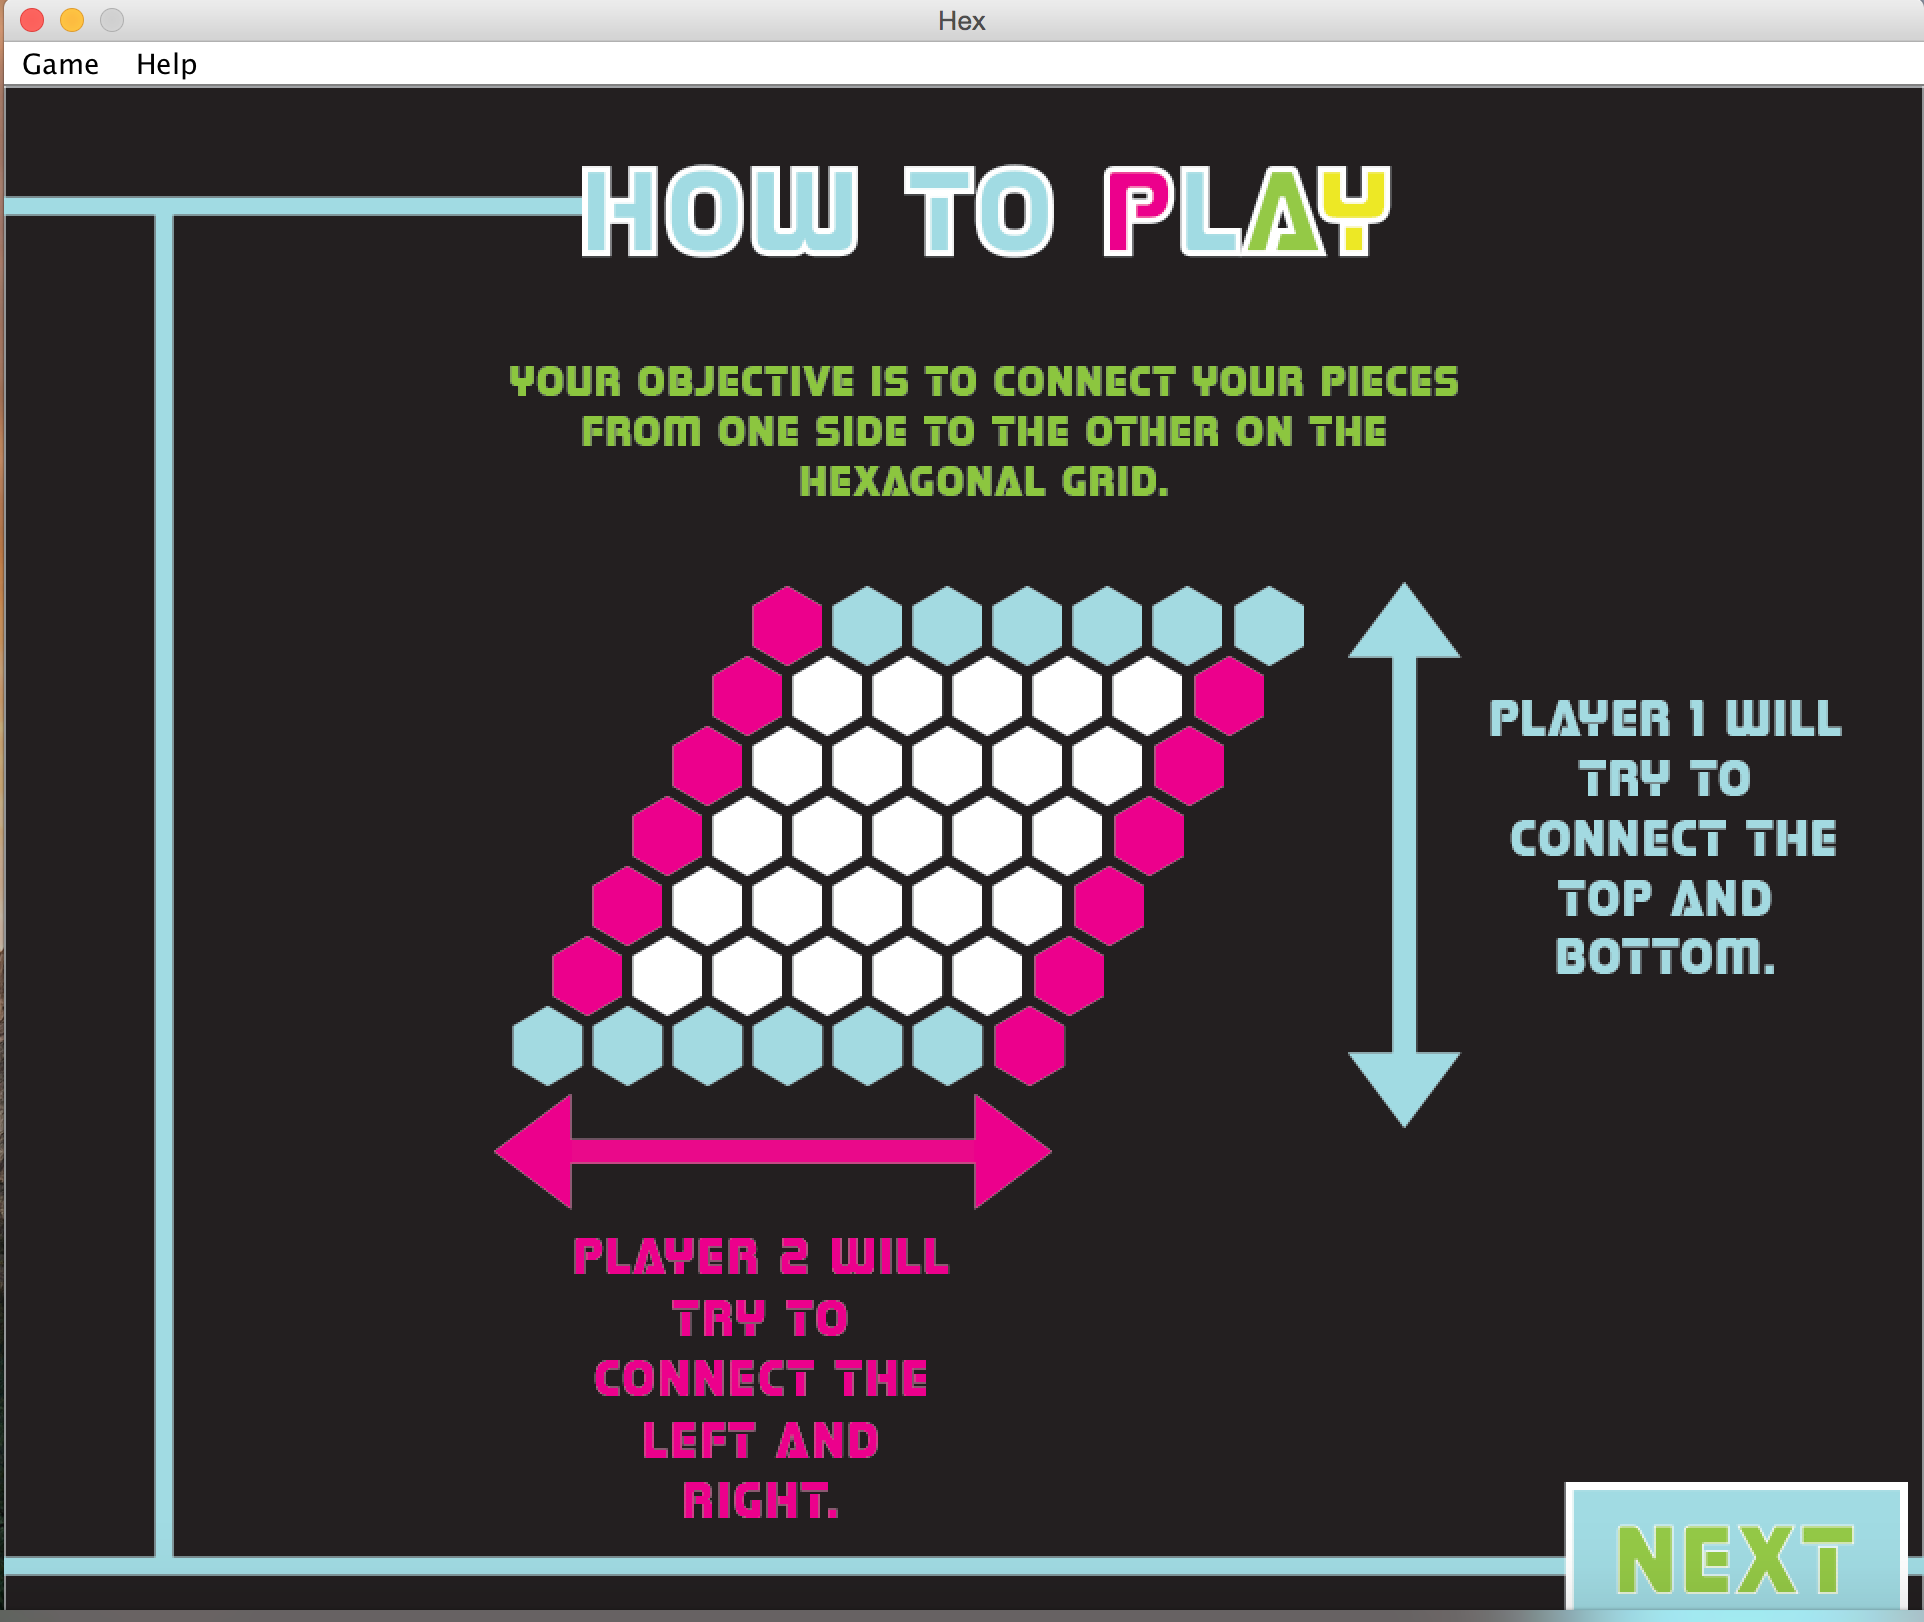 Hex
Game Help
HOW TO PLAY
YOUR OBJECTIVE IS TO CONNECT YOUR PIECES
FROM ONE SIDE TO THE OTHER ON THE
HEXAGONAL GRID.
PLAYER 1 WILL
TRY TO
CONNECT THE
TOP AND
BOTTOM.
PLAYER 2 WILL
TRY TO
CONNECT THE
LEFT AND
RIGHT.
NEXT